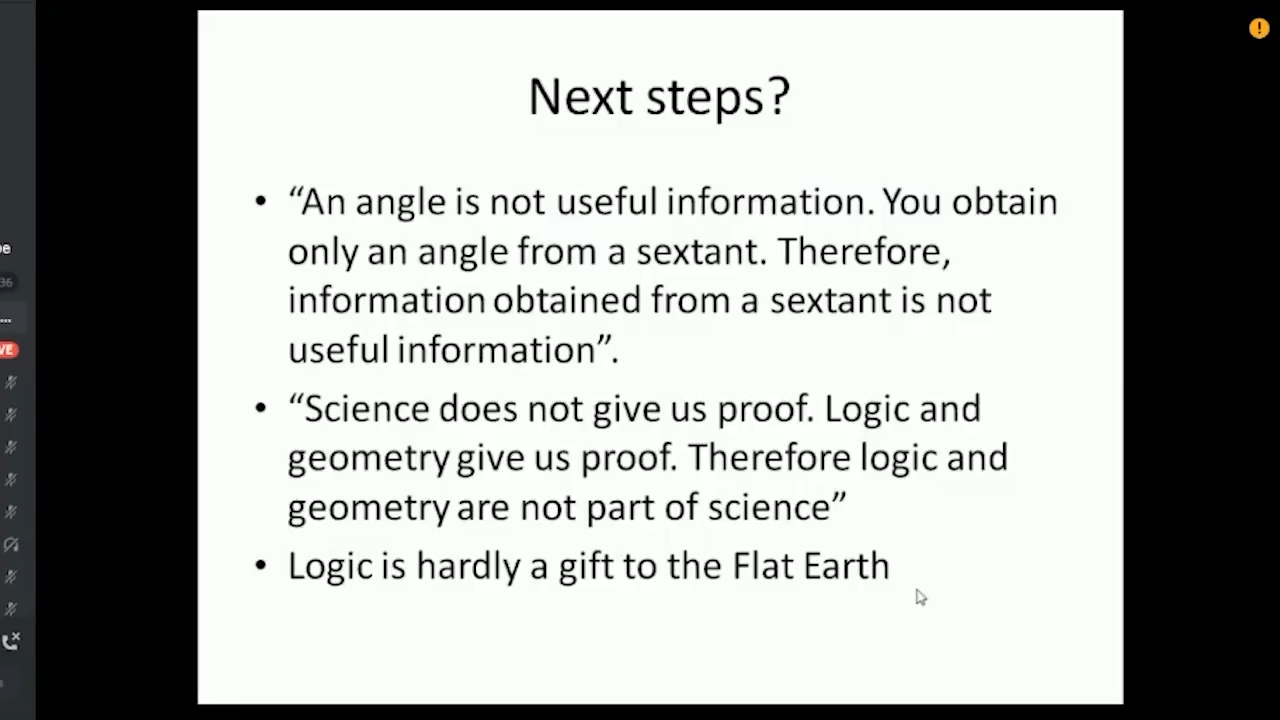 Next steps?
• “An angle is not useful information. You obtain
only an angle from a sextant. Therefore,
information obtained from a sextant is not
useful information”.
• “Science does not give us proof. Logic and
geometry give us proof. Therefore logic and
geometry are not part of science”
• Logic is hardly a gift to the Flat Earth